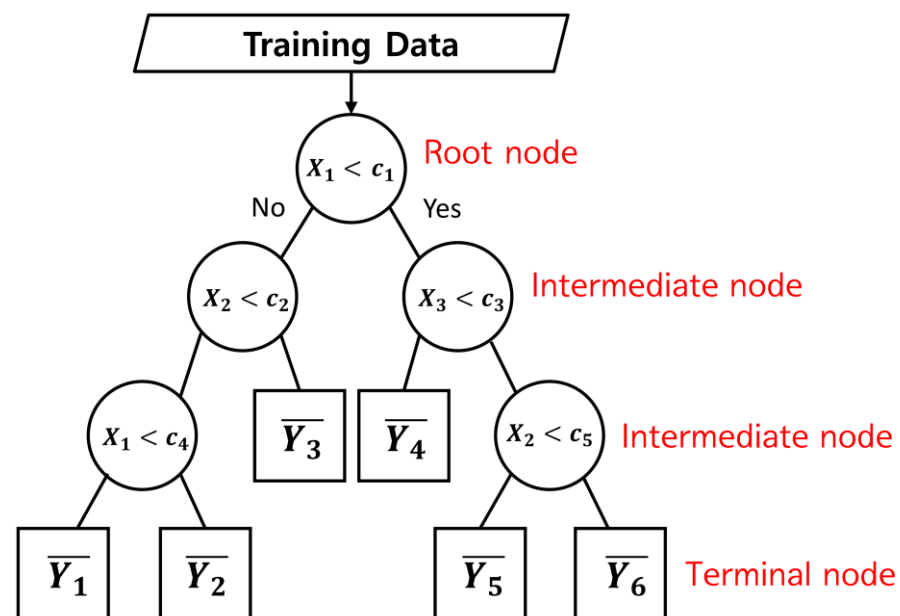 Training Data
X₁ < c₁
Root node
No
Yes
X₂ < c₂
X₃ < c₃
Intermediate node
X₁ < c₄
Y̅₃
Y̅₄
X₂ < c₅
Intermediate node
Y̅₁
Y̅₂
Y̅₅
Y̅₆
Terminal node